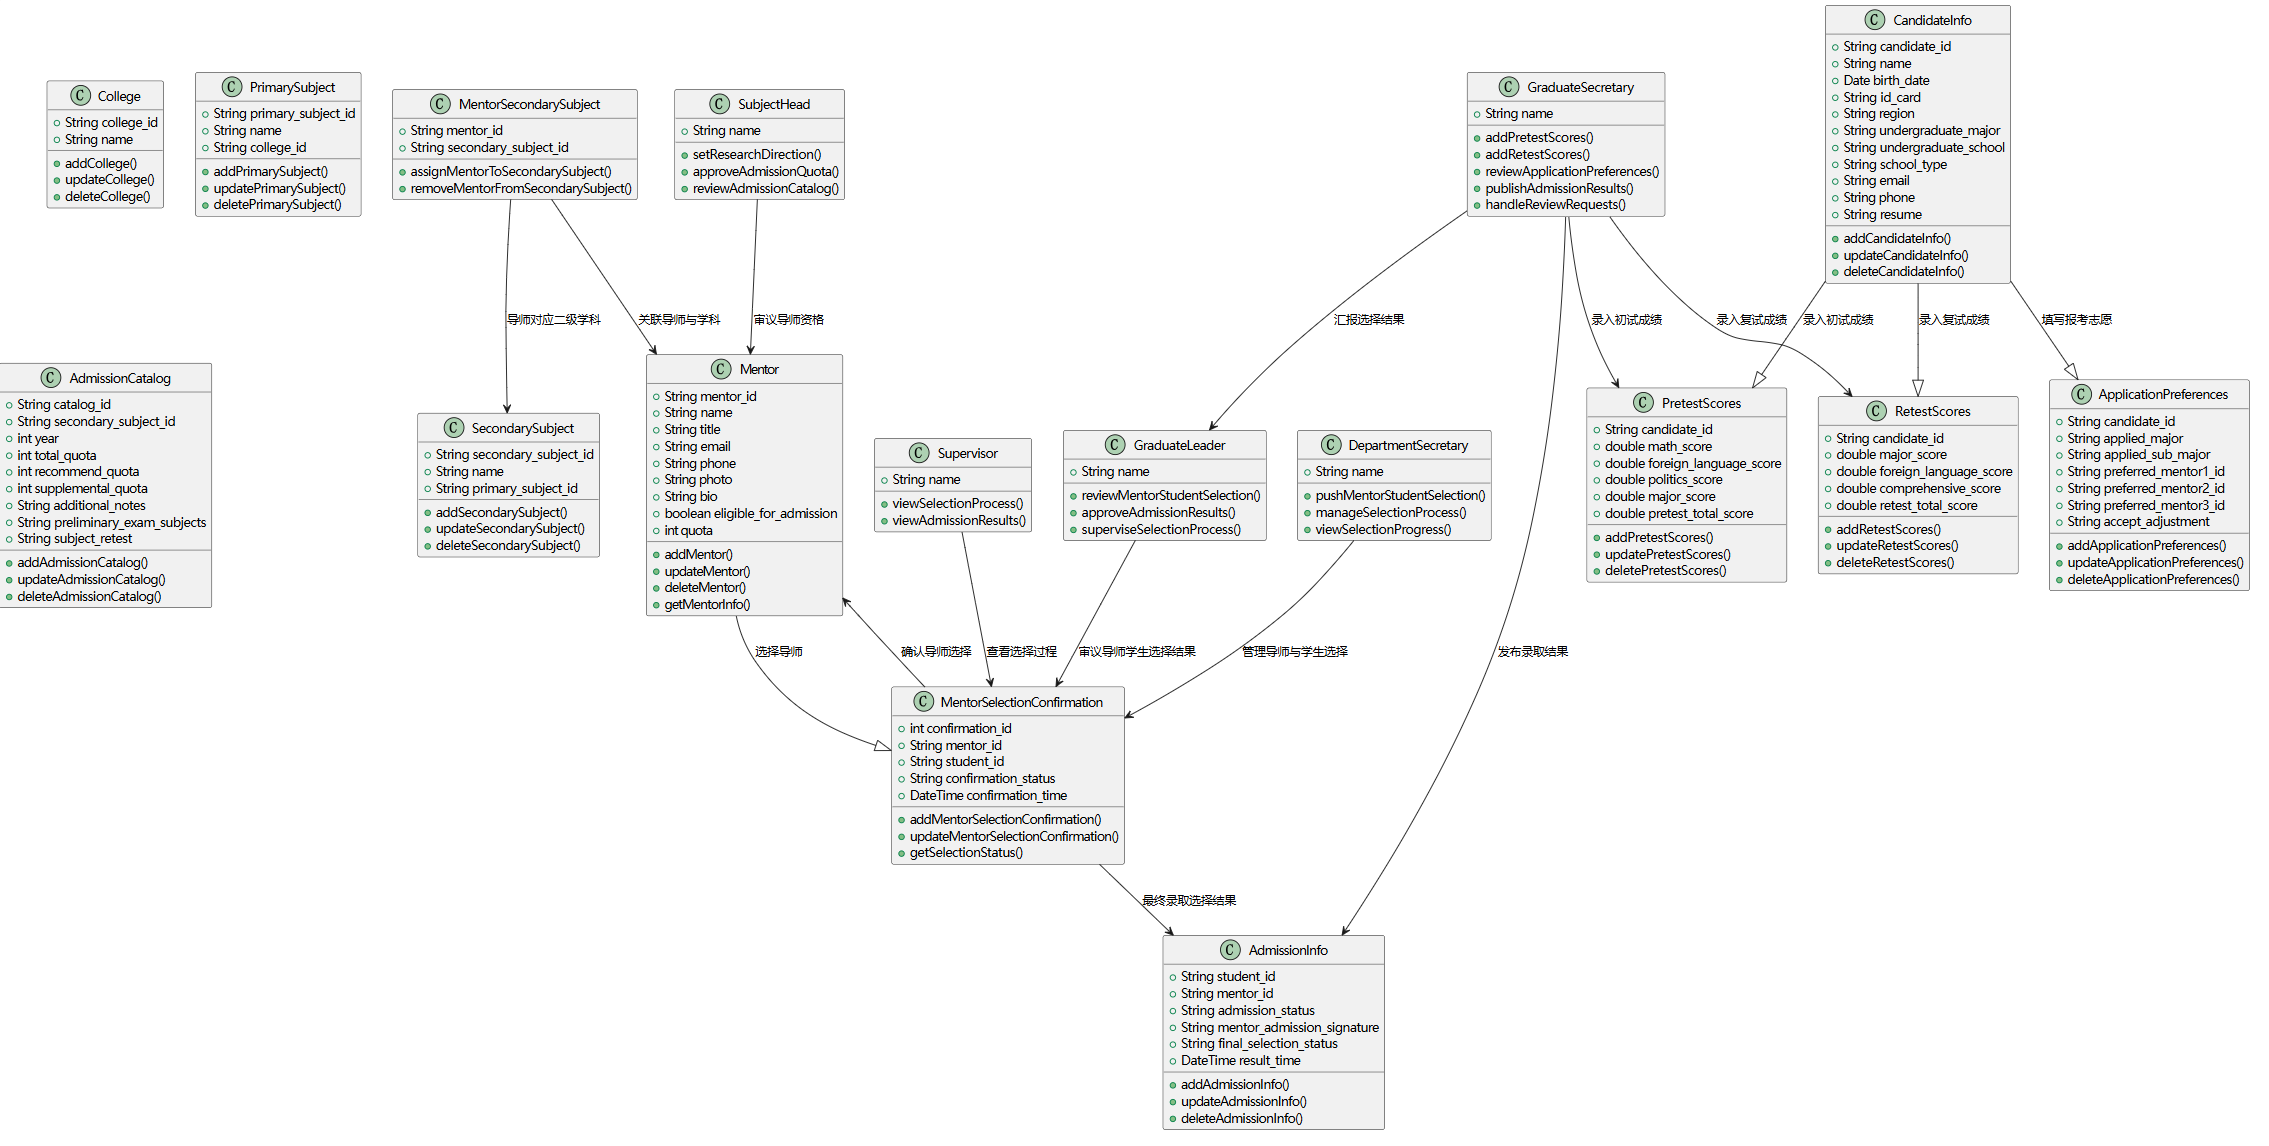 C College
String college_id
String name
addCollege()
updateCollege()
deleteCollege()
C PrimarySubject
String primary_subject_id
String name
String college_id
addPrimarySubject()
updatePrimarySubject()
deletePrimarySubject()
C MentorSecondarySubject
String mentor_id
String secondary_subject_id
assignMentorToSecondarySubject()
removeMentorFromSecondarySubject()
C SubjectHead
String name
setResearchDirection()
approveAdmissionQuota()
reviewAdmissionCatalog()
C GraduateSecretary
String name
addPretestScores()
addRetestScores()
reviewApplicationPreferences()
publishAdmissionResults()
handleReviewRequests()
C CandidateInfo
String candidate_id
String name
Date birth_date
String id_card
String region
String undergraduate_major
String undergraduate_school
String school_type
String email
String phone
String resume
addCandidateInfo()
updateCandidateInfo()
deleteCandidateInfo()
导师对应二级学科
关联导师与学科
审议导师资格
汇报选择结果
录入初试成绩
录入复试成绩
录入初试成绩
录入复试成绩
填写报考志愿
C AdmissionCatalog
String catalog_id
String secondary_subject_id
int year
int total_quota
int recommend_quota
int supplemental_quota
String additional_notes
String preliminary_exam_subjects
String subject_retest
addAdmissionCatalog()
updateAdmissionCatalog()
deleteAdmissionCatalog()
C SecondarySubject
String secondary_subject_id
String name
String primary_subject_id
addSecondarySubject()
updateSecondarySubject()
deleteSecondarySubject()
C Mentor
String mentor_id
String name
String title
String email
String phone
String photo
String bio
boolean eligible_for_admission
int quota
addMentor()
updateMentor()
deleteMentor()
getMentorInfo()
C Supervisor
String name
viewSelectionProcess()
viewAdmissionResults()
C GraduateLeader
String name
reviewMentorStudentSelection()
approveAdmissionResults()
superviseSelectionProcess()
C DepartmentSecretary
String name
pushMentorStudentSelection()
manageSelectionProcess()
viewSelectionProgress()
C PretestScores
String candidate_id
double math_score
double foreign_language_score
double politics_score
double major_score
double pretest_total_score
addPretestScores()
updatePretestScores()
deletePretestScores()
C RetestScores
String candidate_id
double major_score
double foreign_language_score
double comprehensive_score
double retest_total_score
addRetestScores()
updateRetestScores()
deleteRetestScores()
C ApplicationPreferences
String candidate_id
String applied_major
String applied_sub_major
String preferred_mentor1_id
String preferred_mentor2_id
String preferred_mentor3_id
String accept_adjustment
addApplicationPreferences()
updateApplicationPreferences()
deleteApplicationPreferences()
选择导师
确认导师选择
查看选择过程
审议导师学生选择结果
管理导师与学生选择
发布录取结果
C MentorSelectionConfirmation
int confirmation_id
String mentor_id
String student_id
String confirmation_status
DateTime confirmation_time
addMentorSelectionConfirmation()
updateMentorSelectionConfirmation()
getSelectionStatus()
最终录取选择结果
C AdmissionInfo
String student_id
String mentor_id
String admission_status
String mentor_admission_signature
String final_selection_status
DateTime result_time
addAdmissionInfo()
updateAdmissionInfo()
deleteAdmissionInfo()